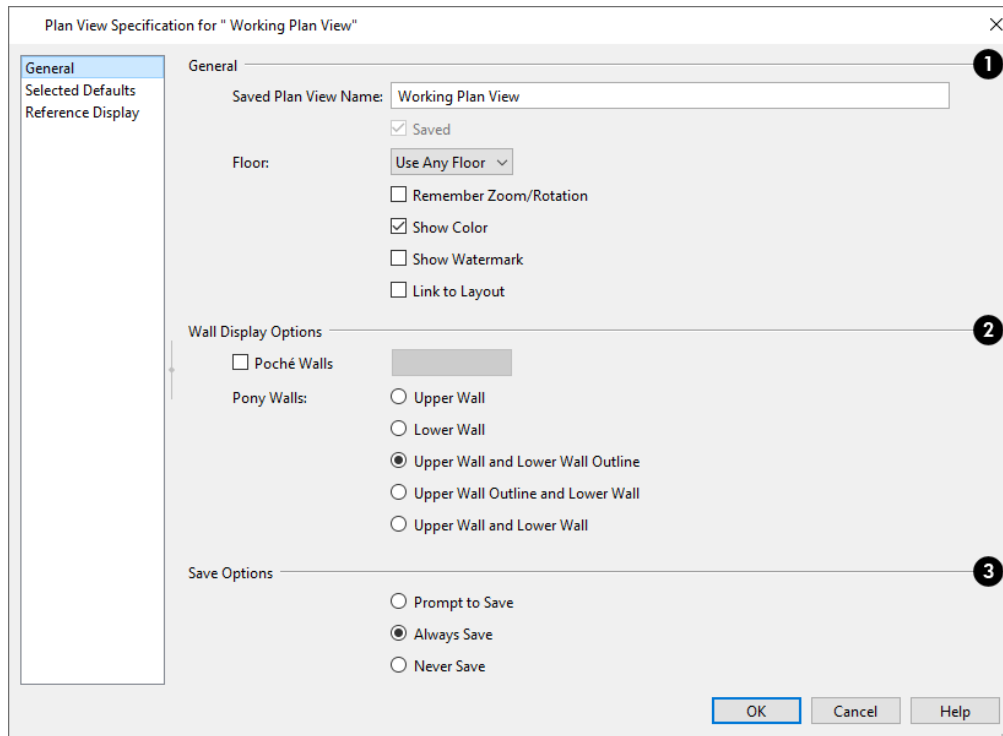 Plan View Specification for " Working Plan View"
General
Selected Defaults
Reference Display
General
1
Saved Plan View Name:
Working Plan View
Saved
Floor:
Use Any Floor
Remember Zoom/Rotation
Show Color
Show Watermark
Link to Layout
Wall Display Options
2
Poché Walls
Pony Walls:
Upper Wall
Lower Wall
Upper Wall and Lower Wall Outline
Upper Wall Outline and Lower Wall
Upper Wall and Lower Wall
Save Options
3
Prompt to Save
Always Save
Never Save
OK
Cancel
Help